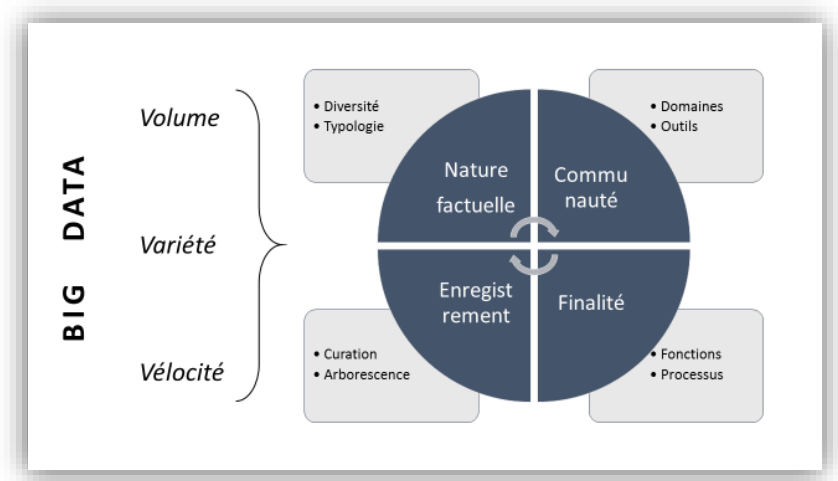 BIG DATA
Volume
Variété
Vélocité
• Diversité
• Typologie
• Domaines
• Outils
Nature
factuelle
Commu
nauté
Enregist
rement
Finalité
• Curation
• Arborescence
• Fonctions
• Processus